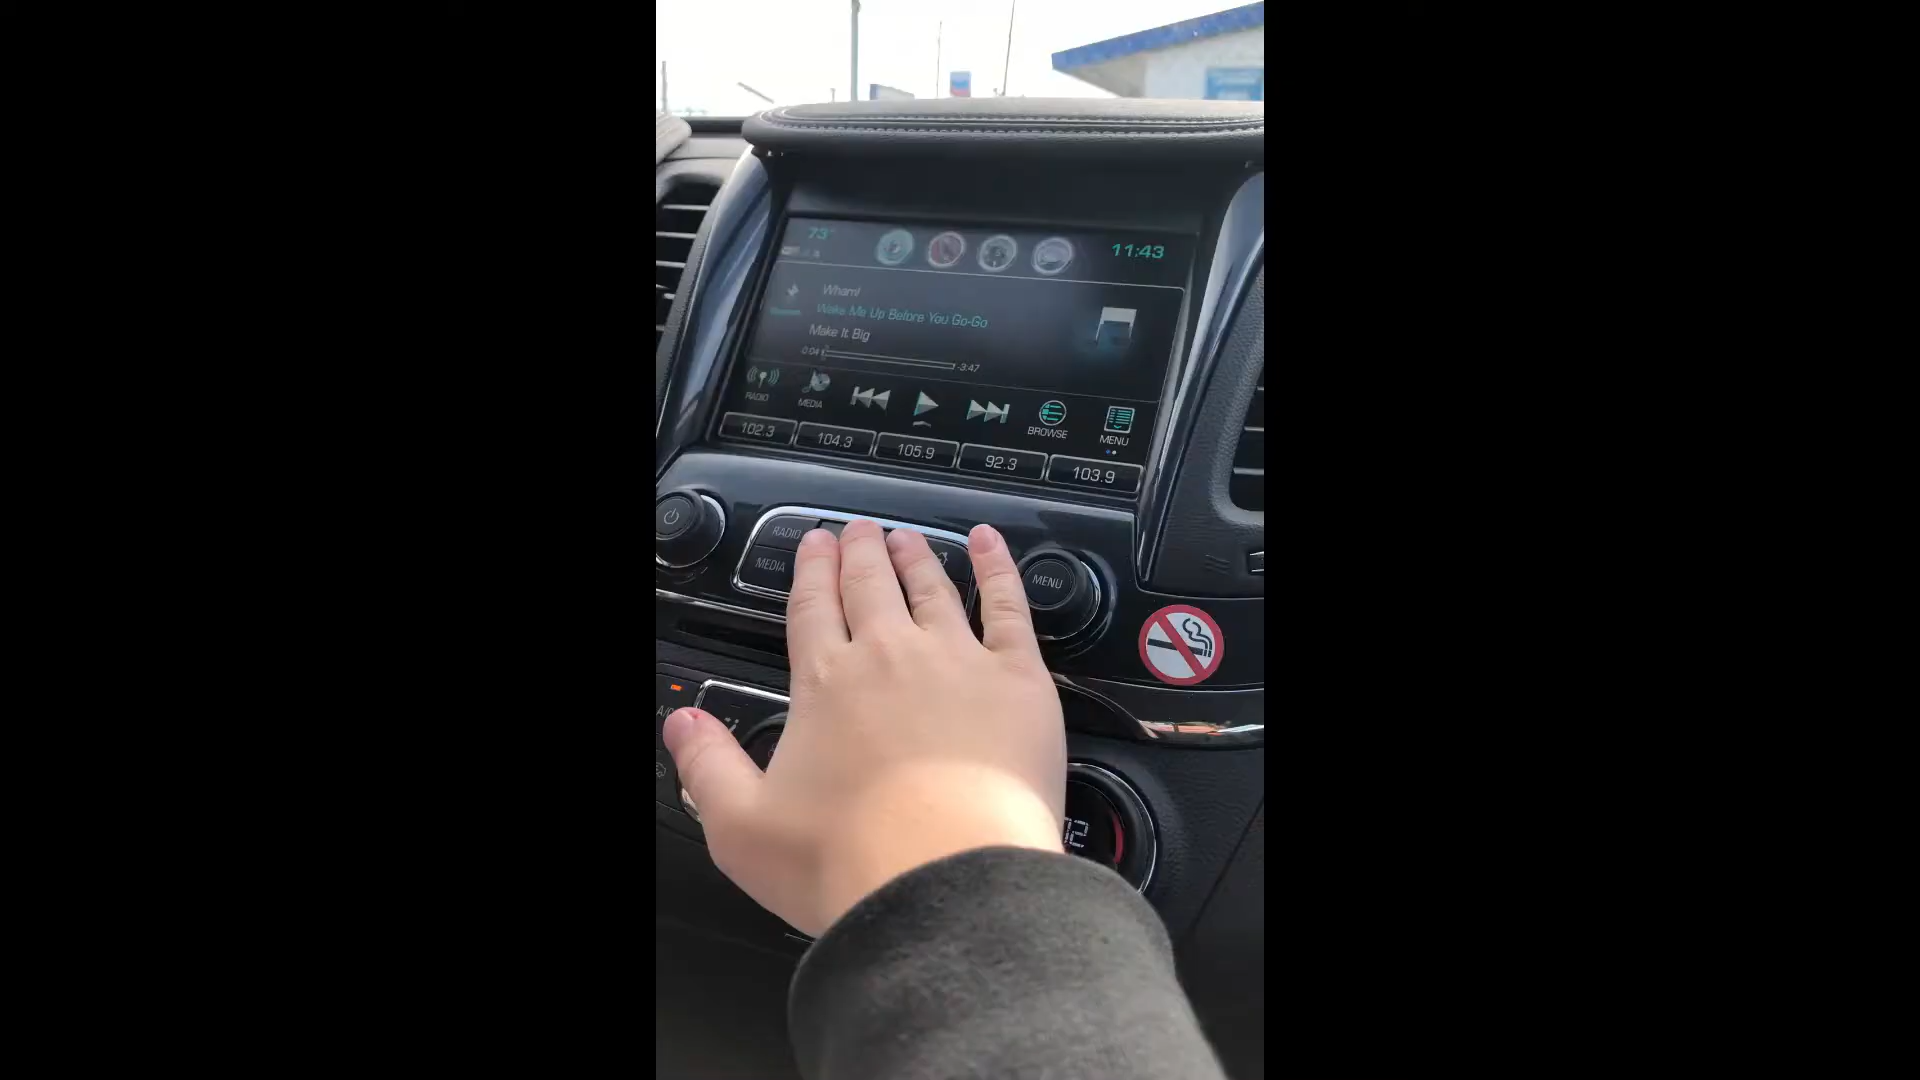 73°
11:43
Wham!
Wake Me Up Before You Go-Go
Make It Big
0:04
-3:47
RADIO
MEDIA
BROWSE
MENU
102.3
104.3
105.9
92.3
103.9
RADIO
MEDIA
MENU